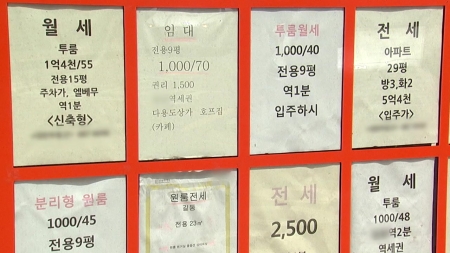 월 세
투룸
1억4천/55
전용15평
주차가, 엘베무
역1분
<신축형>
임 대
전용9평
1,000/70
권리 1,500
역세권
다용도상가 호프집
(카페)
투룸월세
1,000/40
전용9평
역1분
입주하시
전 세
아파트
29평
방3,화2
5억4천
<입주가>
분리형 원룸
1000/45
전용9평
원룸전세
길동
전용 23㎡
전 세
2,500
월 세
투룸
1000/48
역2분
역세권